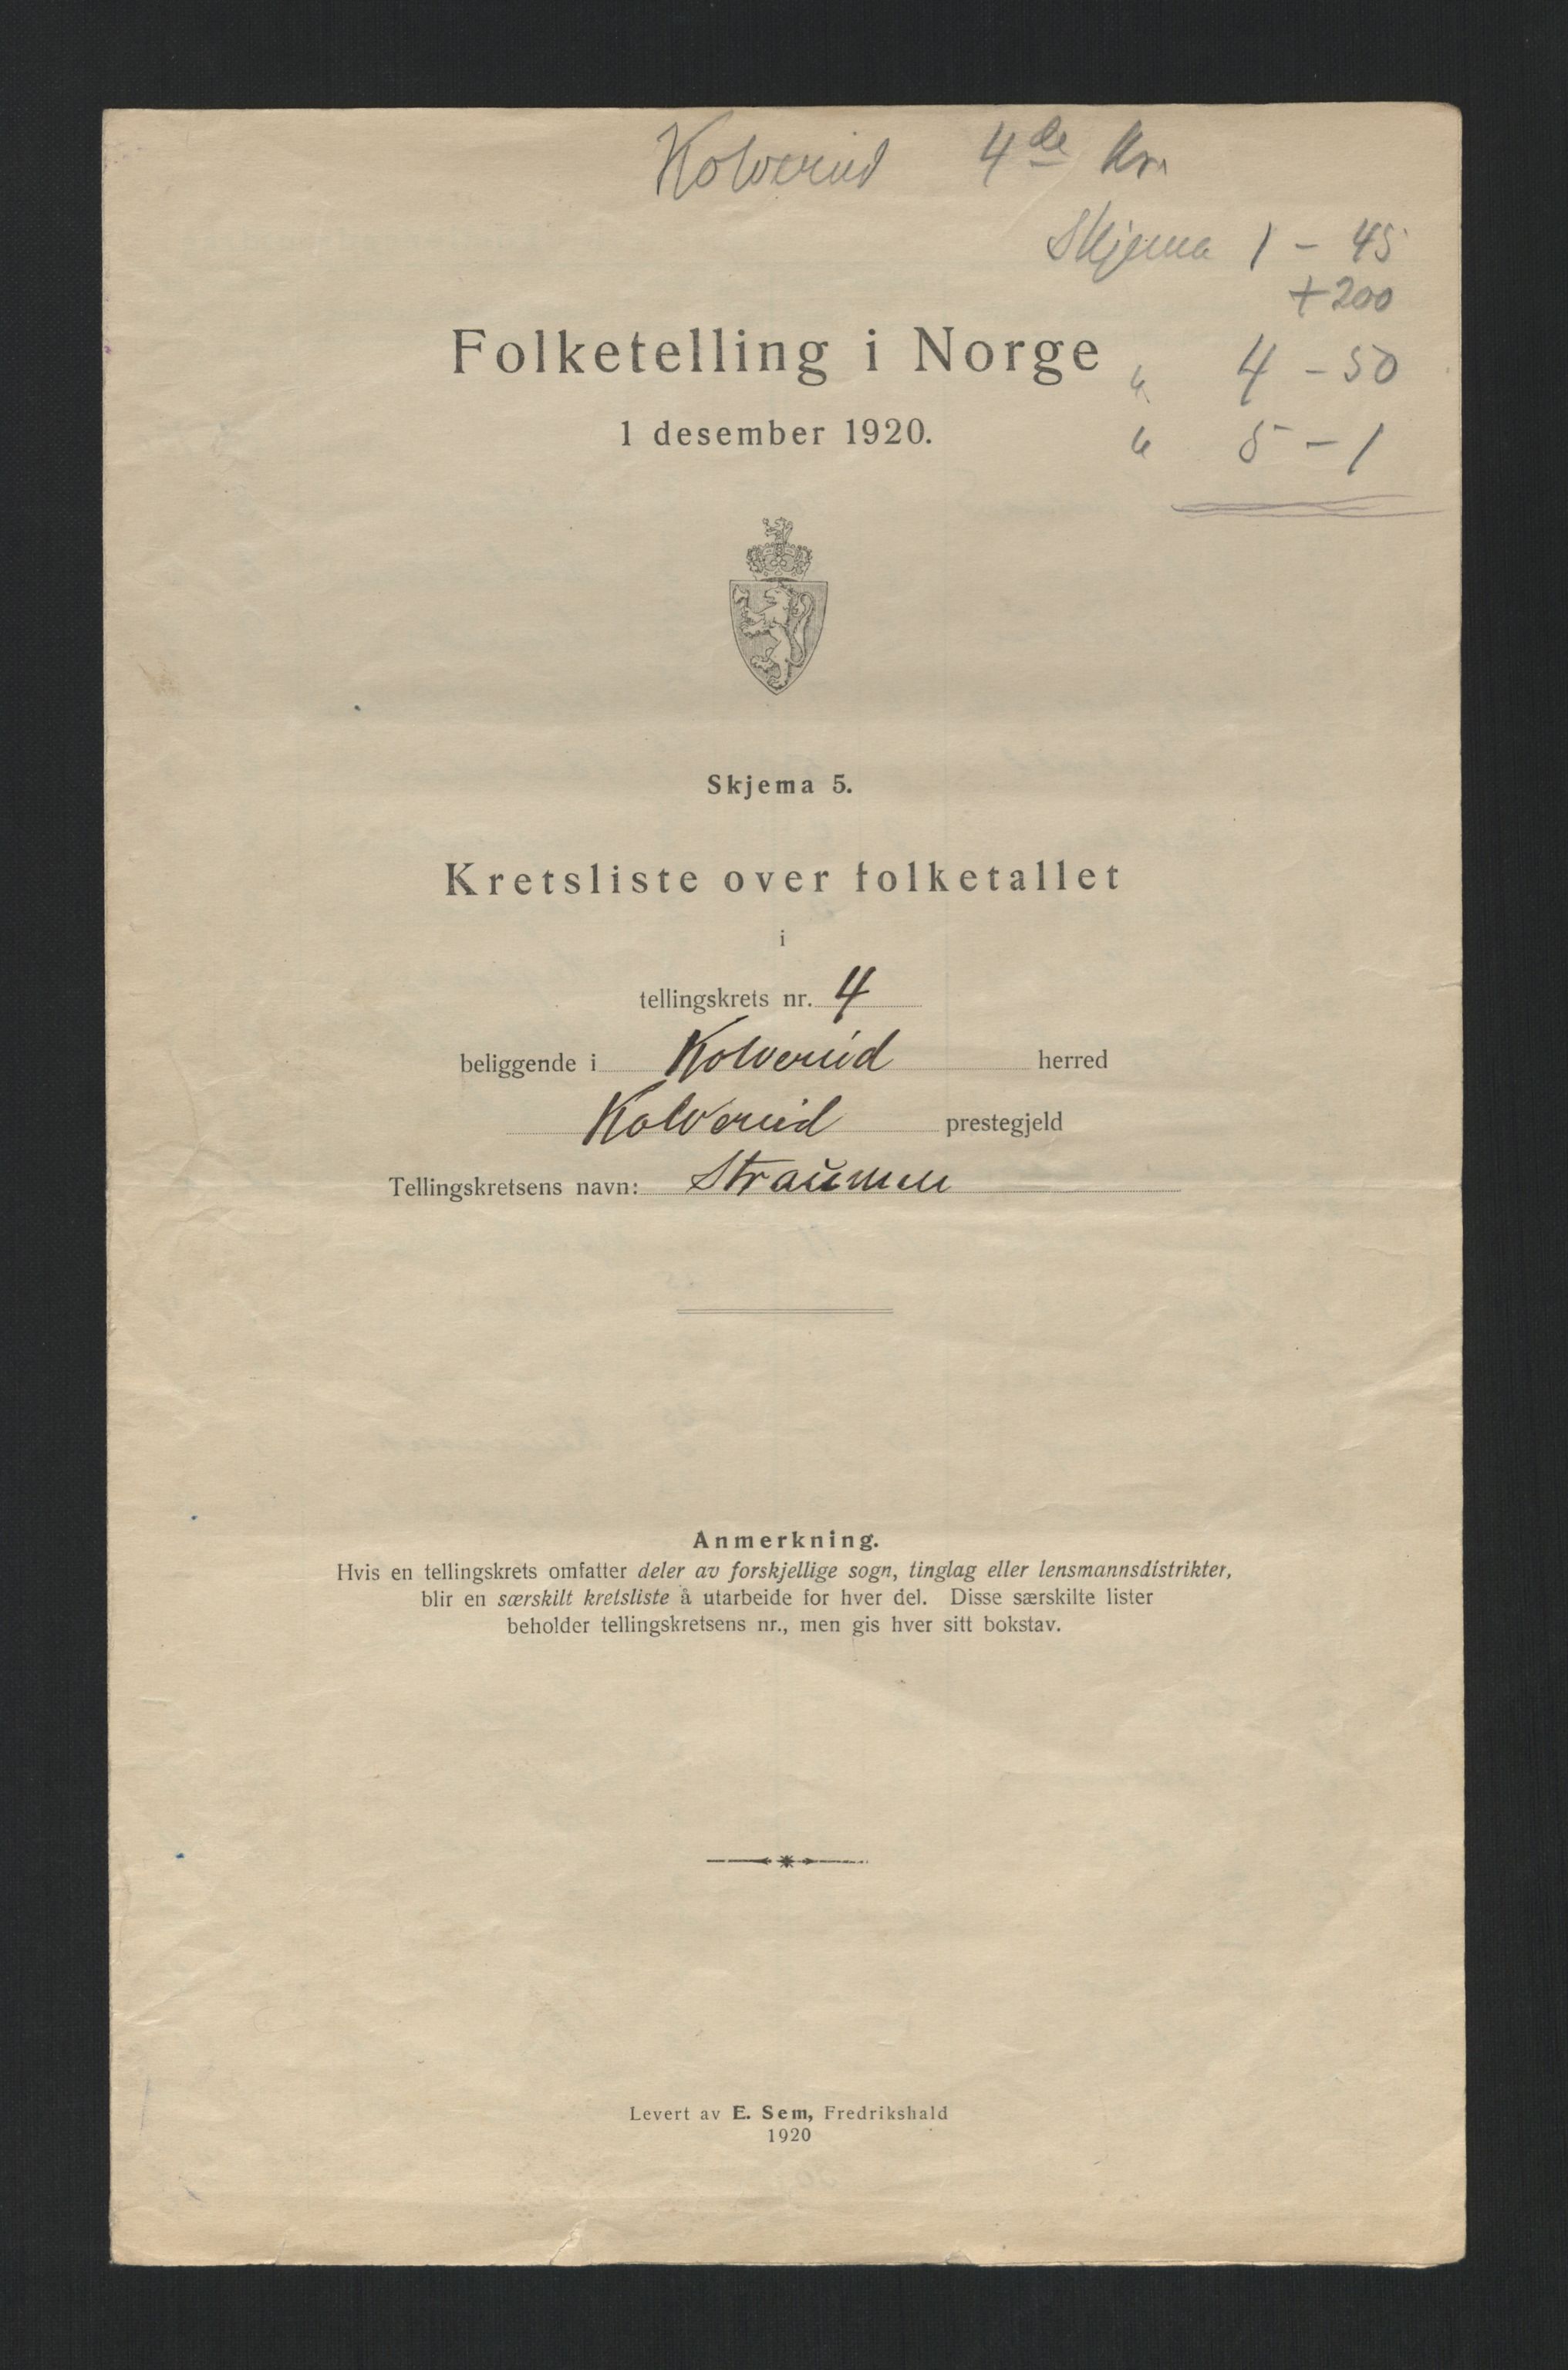 Kolvereid 4de Kr.
Skjema 1 - 45
+200
Folketelling i Norge
" 4 - 50
1 desember 1920.
" 5 - 1
Skjema 5.
Kretsliste over folketallet
i
tellingskrets nr. 4
beliggende i Kolvereid herred
Kolvereid prestegjeld
Tellingskretsens navn: Straumen
Anmerkning.
Hvis en tellingskrets omfatter deler av forskjellige sogn, tinglag eller lensmannsdistrikter,
blir en særskilt kretsliste å utarbeide for hver del. Disse særskilte lister
beholder tellingskretsens nr., men gis hver sitt bokstav.
Levert av E. Sem, Fredrikshald
1920